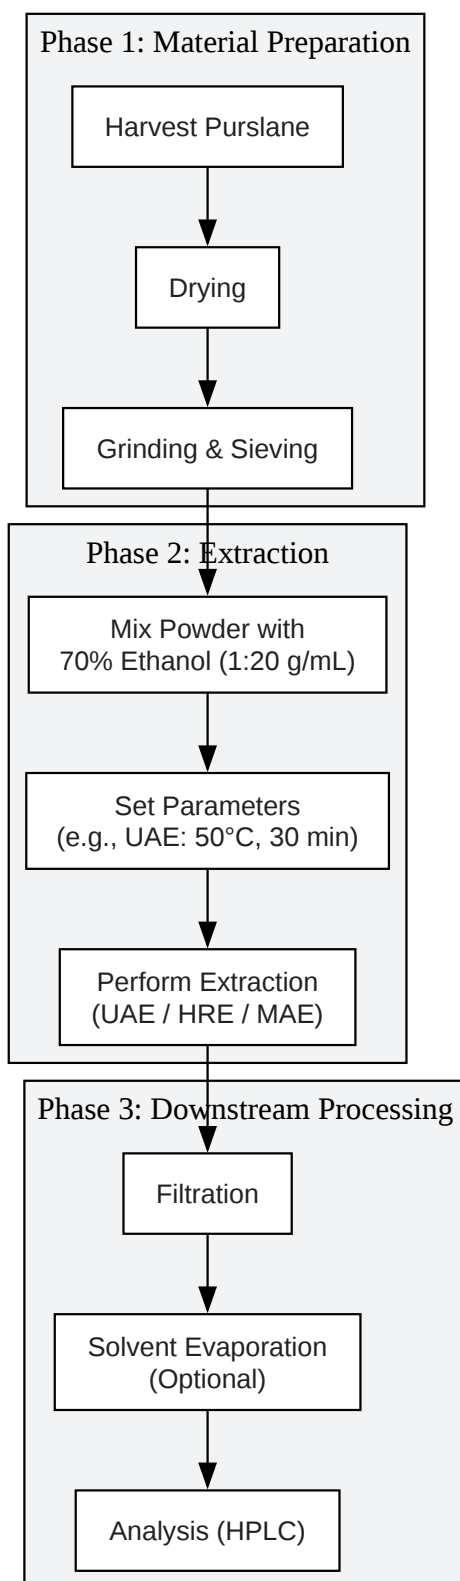 Phase 1: Material Preparation
Harvest Purslane
Drying
Grinding & Sieving
Phase 2: Extraction
Mix Powder with
70% Ethanol (1:20 g/mL)
Set Parameters
(e.g., UAE: 50°C, 30 min)
Perform Extraction
(UAE / HRE / MAE)
Phase 3: Downstream Processing
Filtration
Solvent Evaporation
(Optional)
Analysis (HPLC)